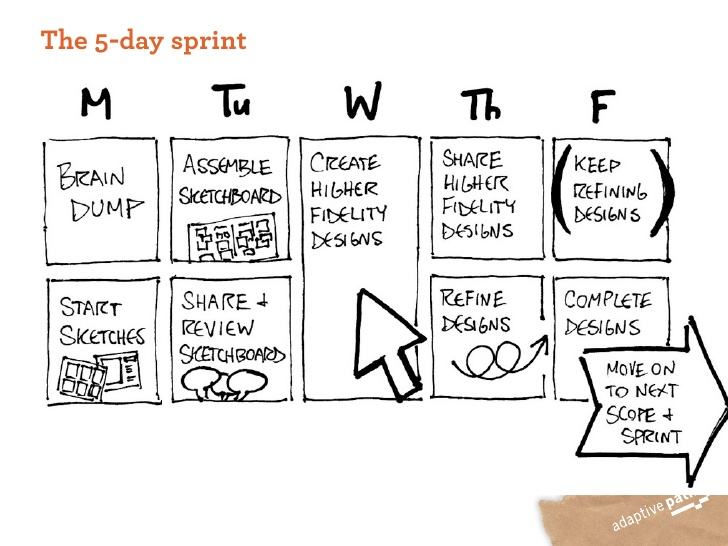 The 5-day sprint
M Tu W Th F
BRAIN
DUMP
ASSEMBLE
SKETCHBOARD
CREATE
HIGHER
FIDELITY
DESIGNS
SHARE
HIGHER
FIDELITY
DESIGNS
(KEEP
REFINING
DESIGNS)
START
SKETCHES
SHARE +
REVIEW
SKETCHBOARD
REFINE
DESIGNS
COMPLETE
DESIGNS
MOVE ON
TO NEXT
SCOPE +
SPRINT
adaptive path